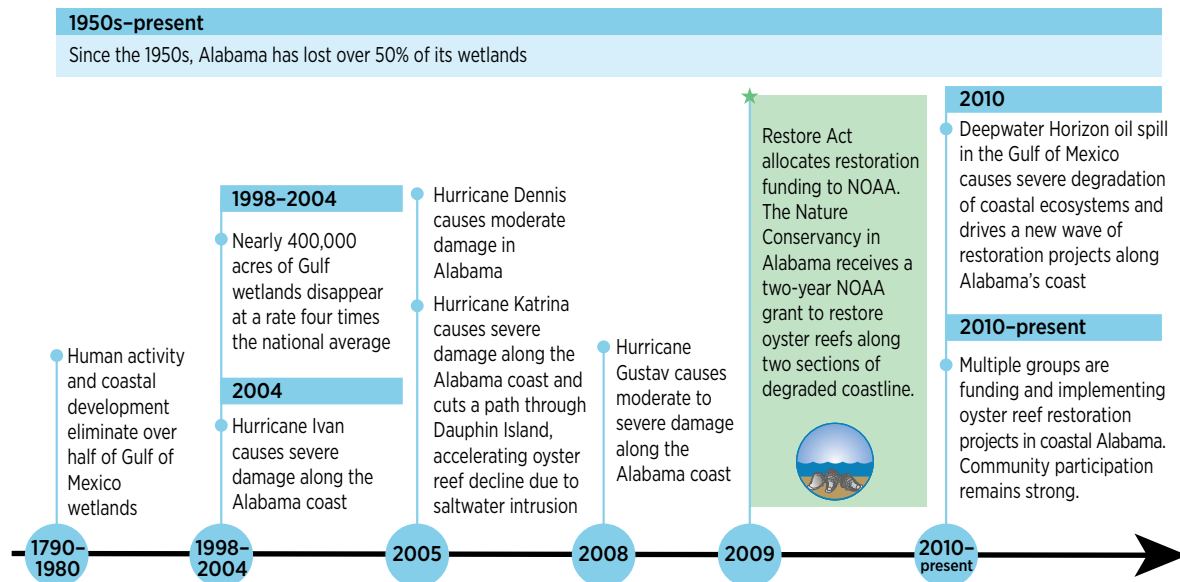 1950s–present
Since the 1950s, Alabama has lost over 50% of its wetlands
Human activity
and coastal
development
eliminate over
half of Gulf of
Mexico
wetlands
1998–2004
Nearly 400,000
acres of Gulf
wetlands disappear
at a rate four times
the national average
2004
Hurricane Ivan
causes severe
damage along the
Alabama coast
Hurricane Dennis
causes moderate
damage in
Alabama
Hurricane Katrina
causes severe
damage along the
Alabama coast and
cuts a path through
Dauphin Island,
accelerating oyster
reef decline due to
saltwater intrusion
Hurricane
Gustav causes
moderate to
severe damage
along the
Alabama coast
Restore Act
allocates restoration
funding to NOAA.
The Nature
Conservancy in
Alabama receives a
two-year NOAA
grant to restore
oyster reefs along
two sections of
degraded coastline.
2010
Deepwater Horizon oil spill
in the Gulf of Mexico
causes severe degradation
of coastal ecosystems and
drives a new wave of
restoration projects along
Alabama’s coast
2010–present
Multiple groups are
funding and implementing
oyster reef restoration
projects in coastal Alabama.
Community participation
remains strong.
1790–
1980
1998–
2004
2005
2008
2009
2010–
present